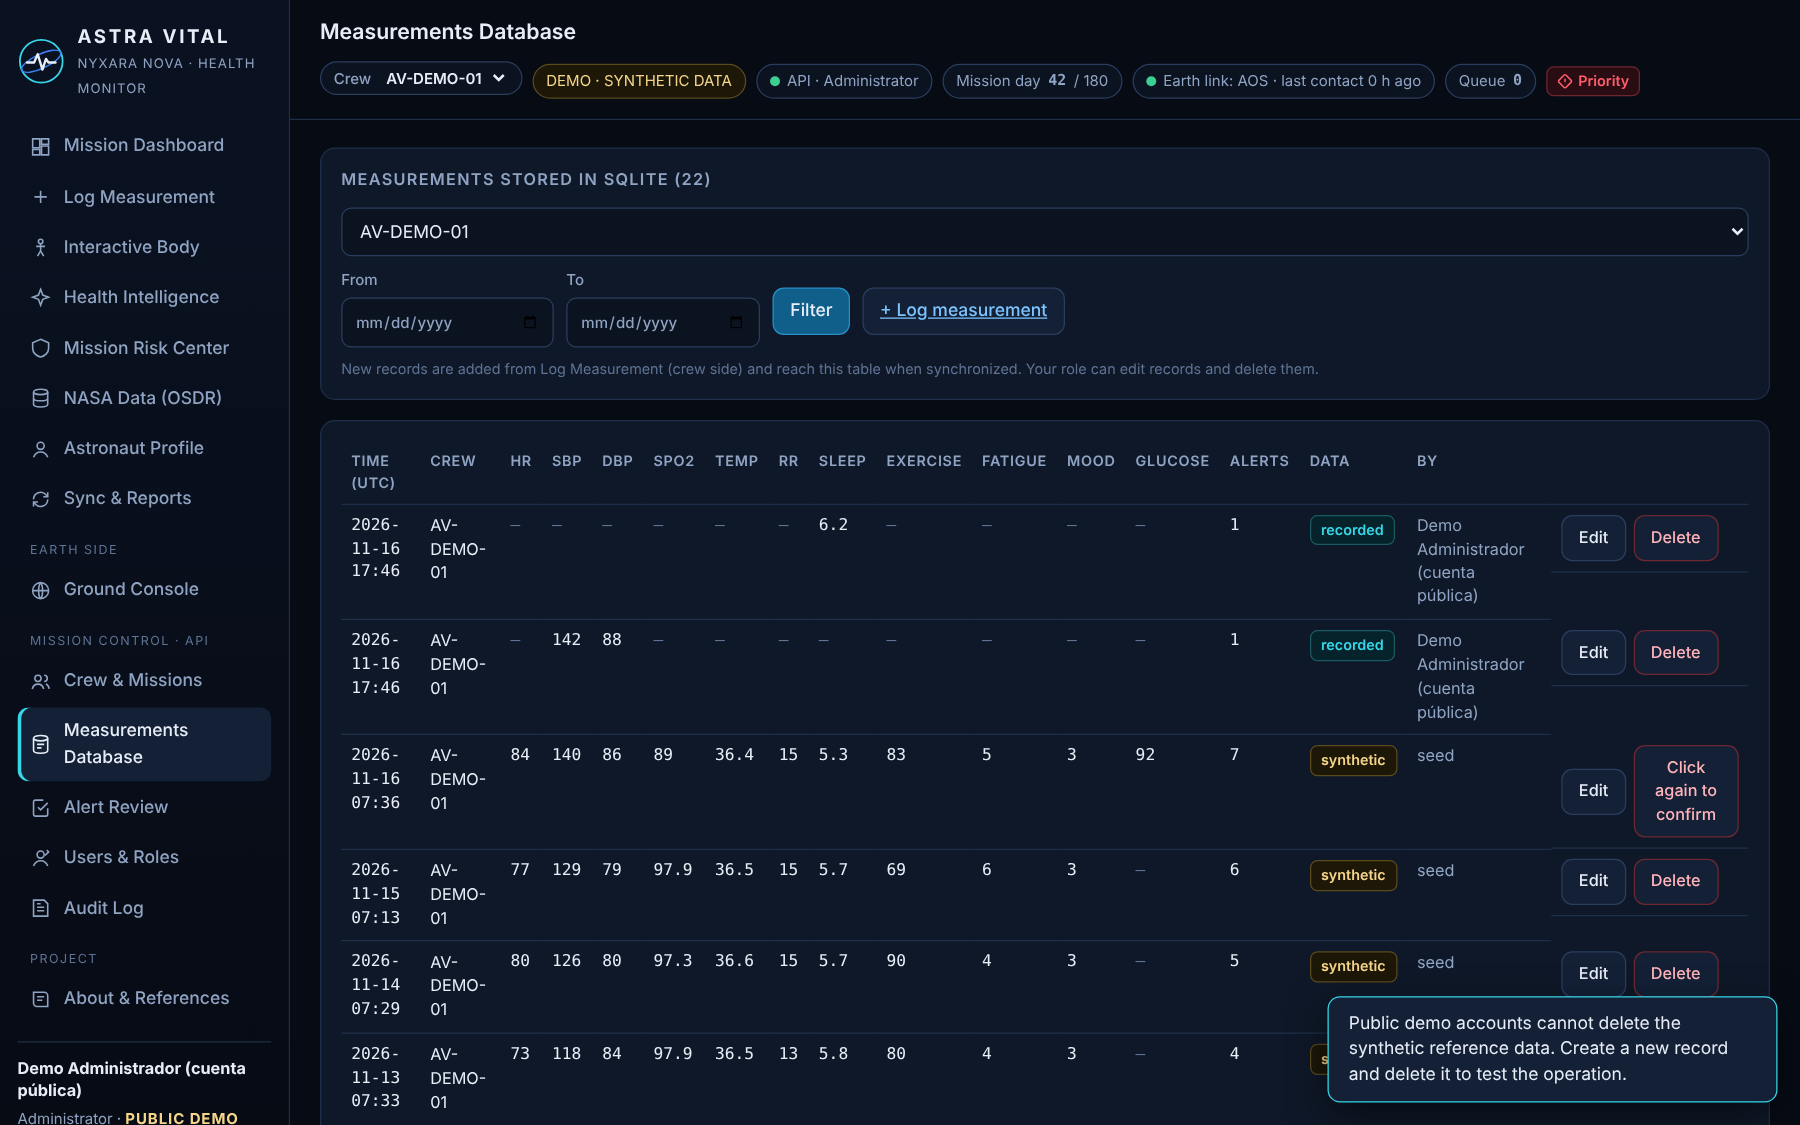 ASTRA VITAL
NYXARA NOVA · HEALTH
MONITOR
Mission Dashboard
Log Measurement
Interactive Body
Health Intelligence
Mission Risk Center
NASA Data (OSDR)
Astronaut Profile
Sync & Reports
EARTH SIDE
Ground Console
MISSION CONTROL · API
Crew & Missions
Measurements
Database
Alert Review
Users & Roles
Audit Log
PROJECT
About & References
Demo Administrador (cuenta
pública)
Administrator · PUBLIC DEMO
Measurements Database
Crew AV-DEMO-01 DEMO · SYNTHETIC DATA API · Administrator Mission day 42 / 180 Earth link: AOS · last contact 0 h ago Queue 0 Priority
MEASUREMENTS STORED IN SQLITE (22)
AV-DEMO-01
From To
mm/dd/yyyy mm/dd/yyyy Filter + Log measurement
New records are added from Log Measurement (crew side) and reach this table when synchronized. Your role can edit records and delete them.
TIME CREW HR SBP DBP SPO2 TEMP RR SLEEP EXERCISE FATIGUE MOOD GLUCOSE ALERTS DATA BY
(UTC)
2026- AV- — — — — — — 6.2 — — — — 1 recorded Demo Edit Delete
11-16 DEMO- Administrador
17:46 01 (cuenta
pública)
2026- AV- — 142 88 — — — — — — — — 1 recorded Demo Edit Delete
11-16 DEMO- Administrador
17:46 01 (cuenta
pública)
2026- AV- 84 140 86 89 36.4 15 5.3 83 5 3 92 7 synthetic seed Click
11-16 DEMO- Edit again to
07:36 01 confirm
2026- AV- 77 129 79 97.9 36.5 15 5.7 69 6 3 — 6 synthetic seed Edit Delete
11-15 DEMO-
07:13 01
2026- AV- 80 126 80 97.3 36.6 15 5.7 90 4 3 — 5 synthetic seed Edit Delete
11-14 DEMO-
07:29 01
2026- AV- 73 118 84 97.9 36.5 13 5.8 80 4 3 — 4
11-13 DEMO-
07:33 01
Public demo accounts cannot delete the
synthetic reference data. Create a new record
and delete it to test the operation.